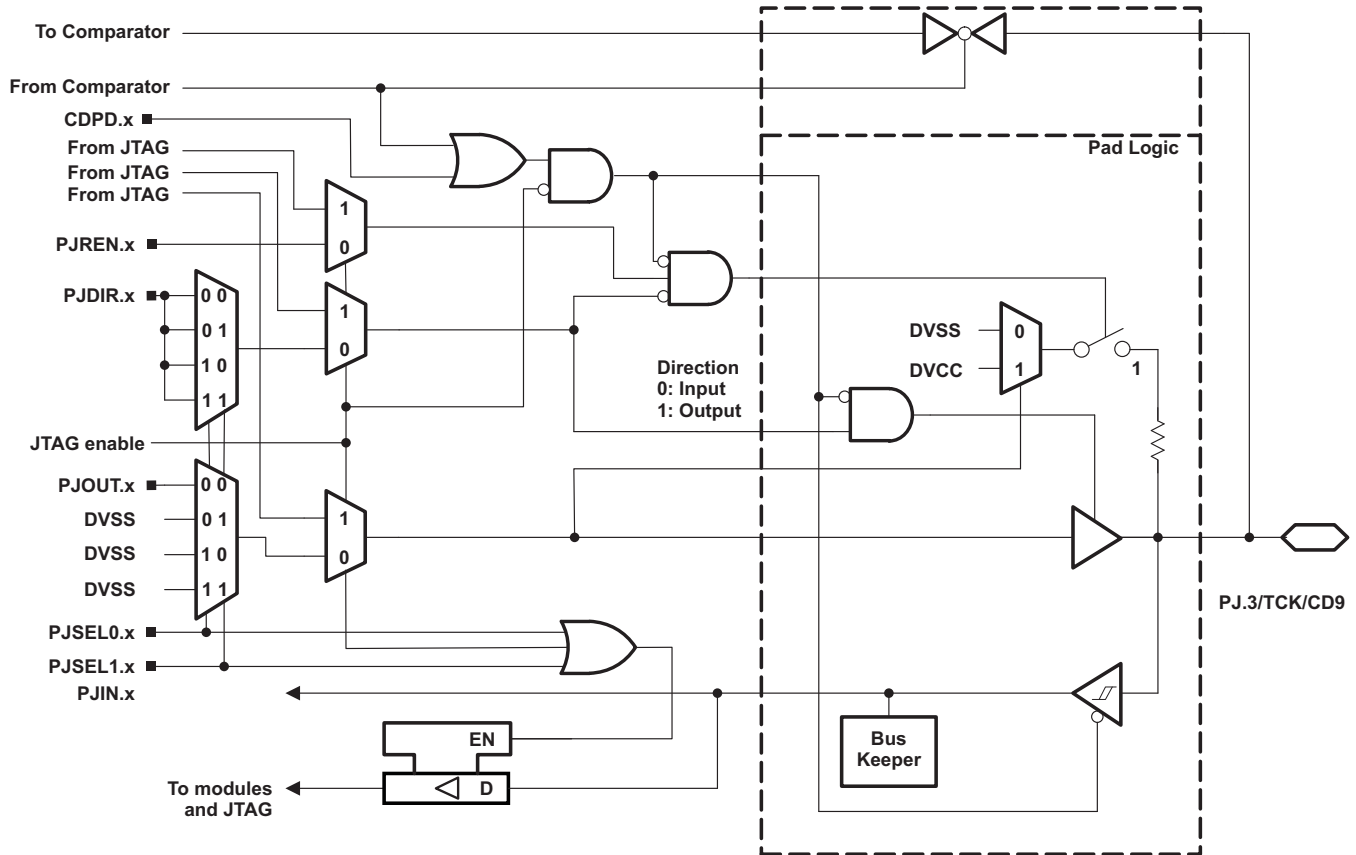 To Comparator
From Comparator
CDPD.x
From JTAG
From JTAG
From JTAG
Pad Logic
1
0
PJREN.x
PJDIR.x
0 0
0 1
1 0
1 1
1
0
DVSS
0
DVCC
1
1
Direction
0: Input
1: Output
JTAG enable
PJOUT.x
0 0
DVSS
0 1
DVSS
1 0
DVSS
1 1
1
0
PJ.3/TCK/CD9
PJSEL0.x
PJSEL1.x
PJIN.x
EN
D
Bus
Keeper
To modules
and JTAG